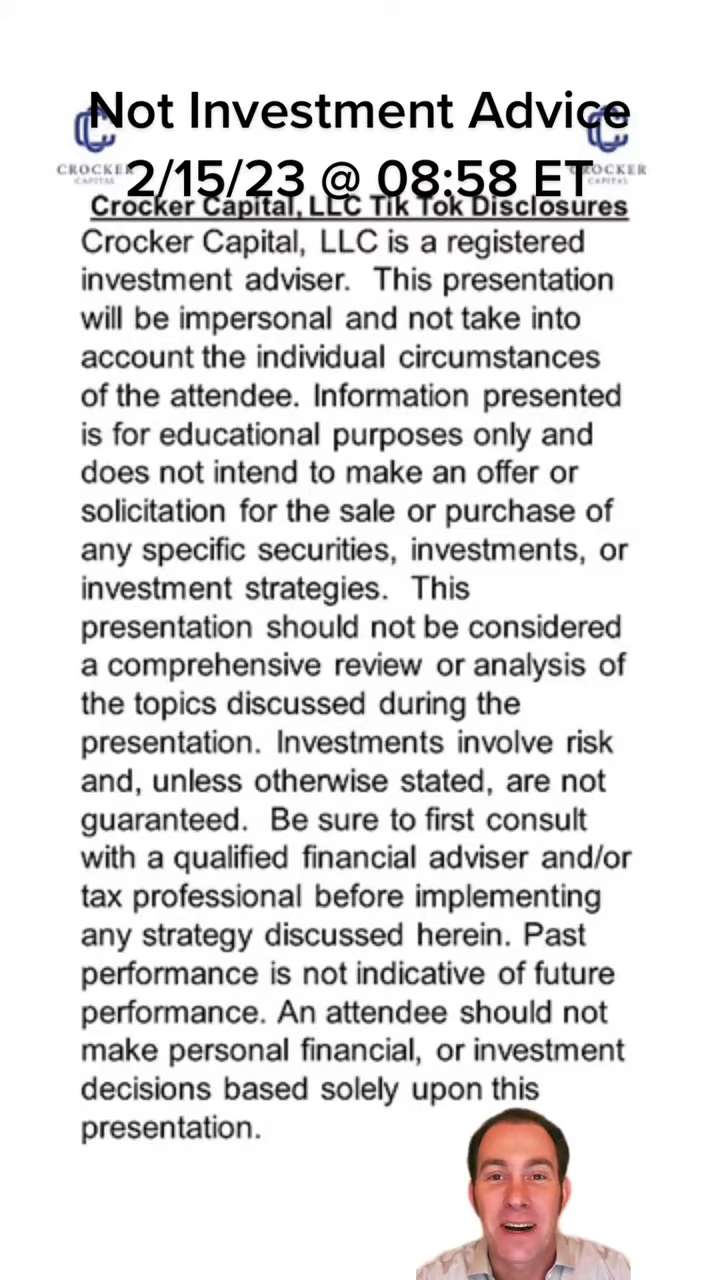 Not Investment Advice
2/15/23 @ 08:58 ET
CROCKER
CAPITAL
CROCKER
CAPITAL
Crocker Capital, LLC Tik Tok Disclosures
Crocker Capital, LLC is a registered
investment adviser. This presentation
will be impersonal and not take into
account the individual circumstances
of the attendee. Information presented
is for educational purposes only and
does not intend to make an offer or
solicitation for the sale or purchase of
any specific securities, investments, or
investment strategies. This
presentation should not be considered
a comprehensive review or analysis of
the topics discussed during the
presentation. Investments involve risk
and, unless otherwise stated, are not
guaranteed. Be sure to first consult
with a qualified financial adviser and/or
tax professional before implementing
any strategy discussed herein. Past
performance is not indicative of future
performance. An attendee should not
make personal financial, or investment
decisions based solely upon this
presentation.